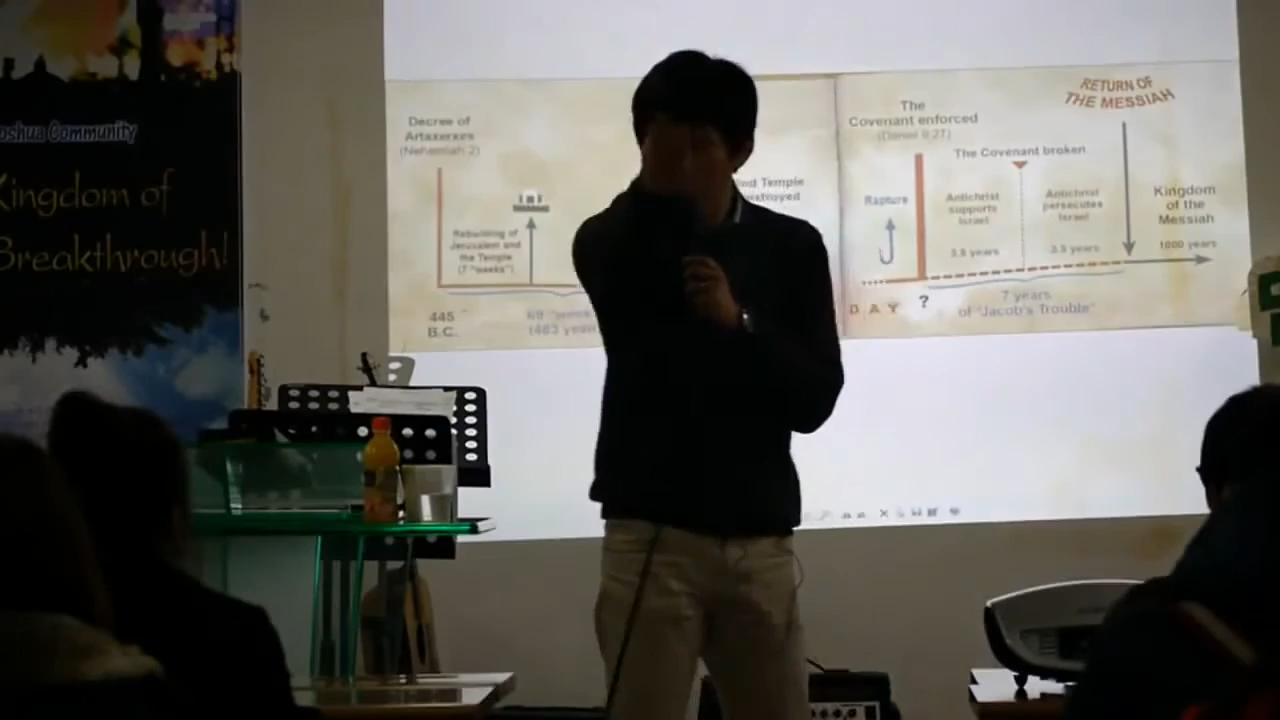 oshua Community
Kingdom of
Breakthrough!
Decree of
Artaxerxes
(Nehemiah 2)
Rebuilding of
Jerusalem and
the Temple
(7 "weeks")
445
B.C.
69
(483
Temple
The
Covenant enforced
(Daniel 9:27)
The Covenant broken
RETURN OF
THE MESSIAH
Rapture
Antichrist
supports
Israel
3.5 years
Antichrist
persecutes
Israel
3.5 years
Kingdom
of the
Messiah
1000 years
DAY ?
7 years
of "Jacob's Trouble"